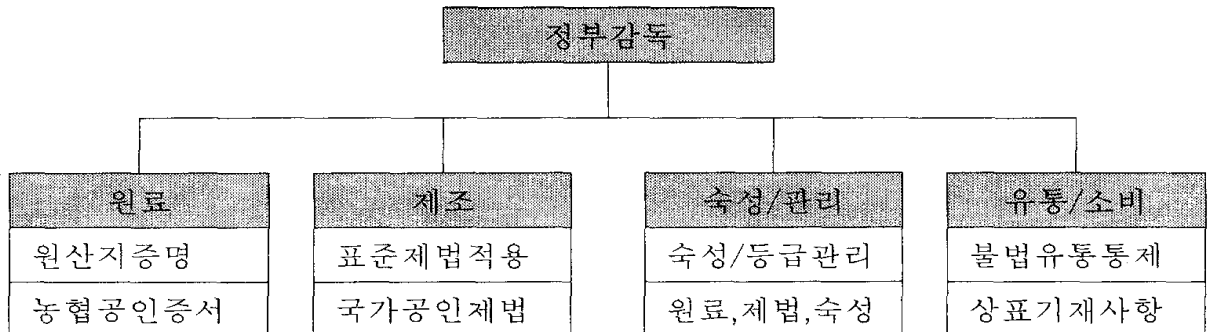 정부감독
원료
원산지증명
농협공인증서
제조
표준제법적용
국가공인제법
숙성/관리
숙성/등급관리
원료,제법,숙성
유통/소비
불법유통통제
상표기재사항